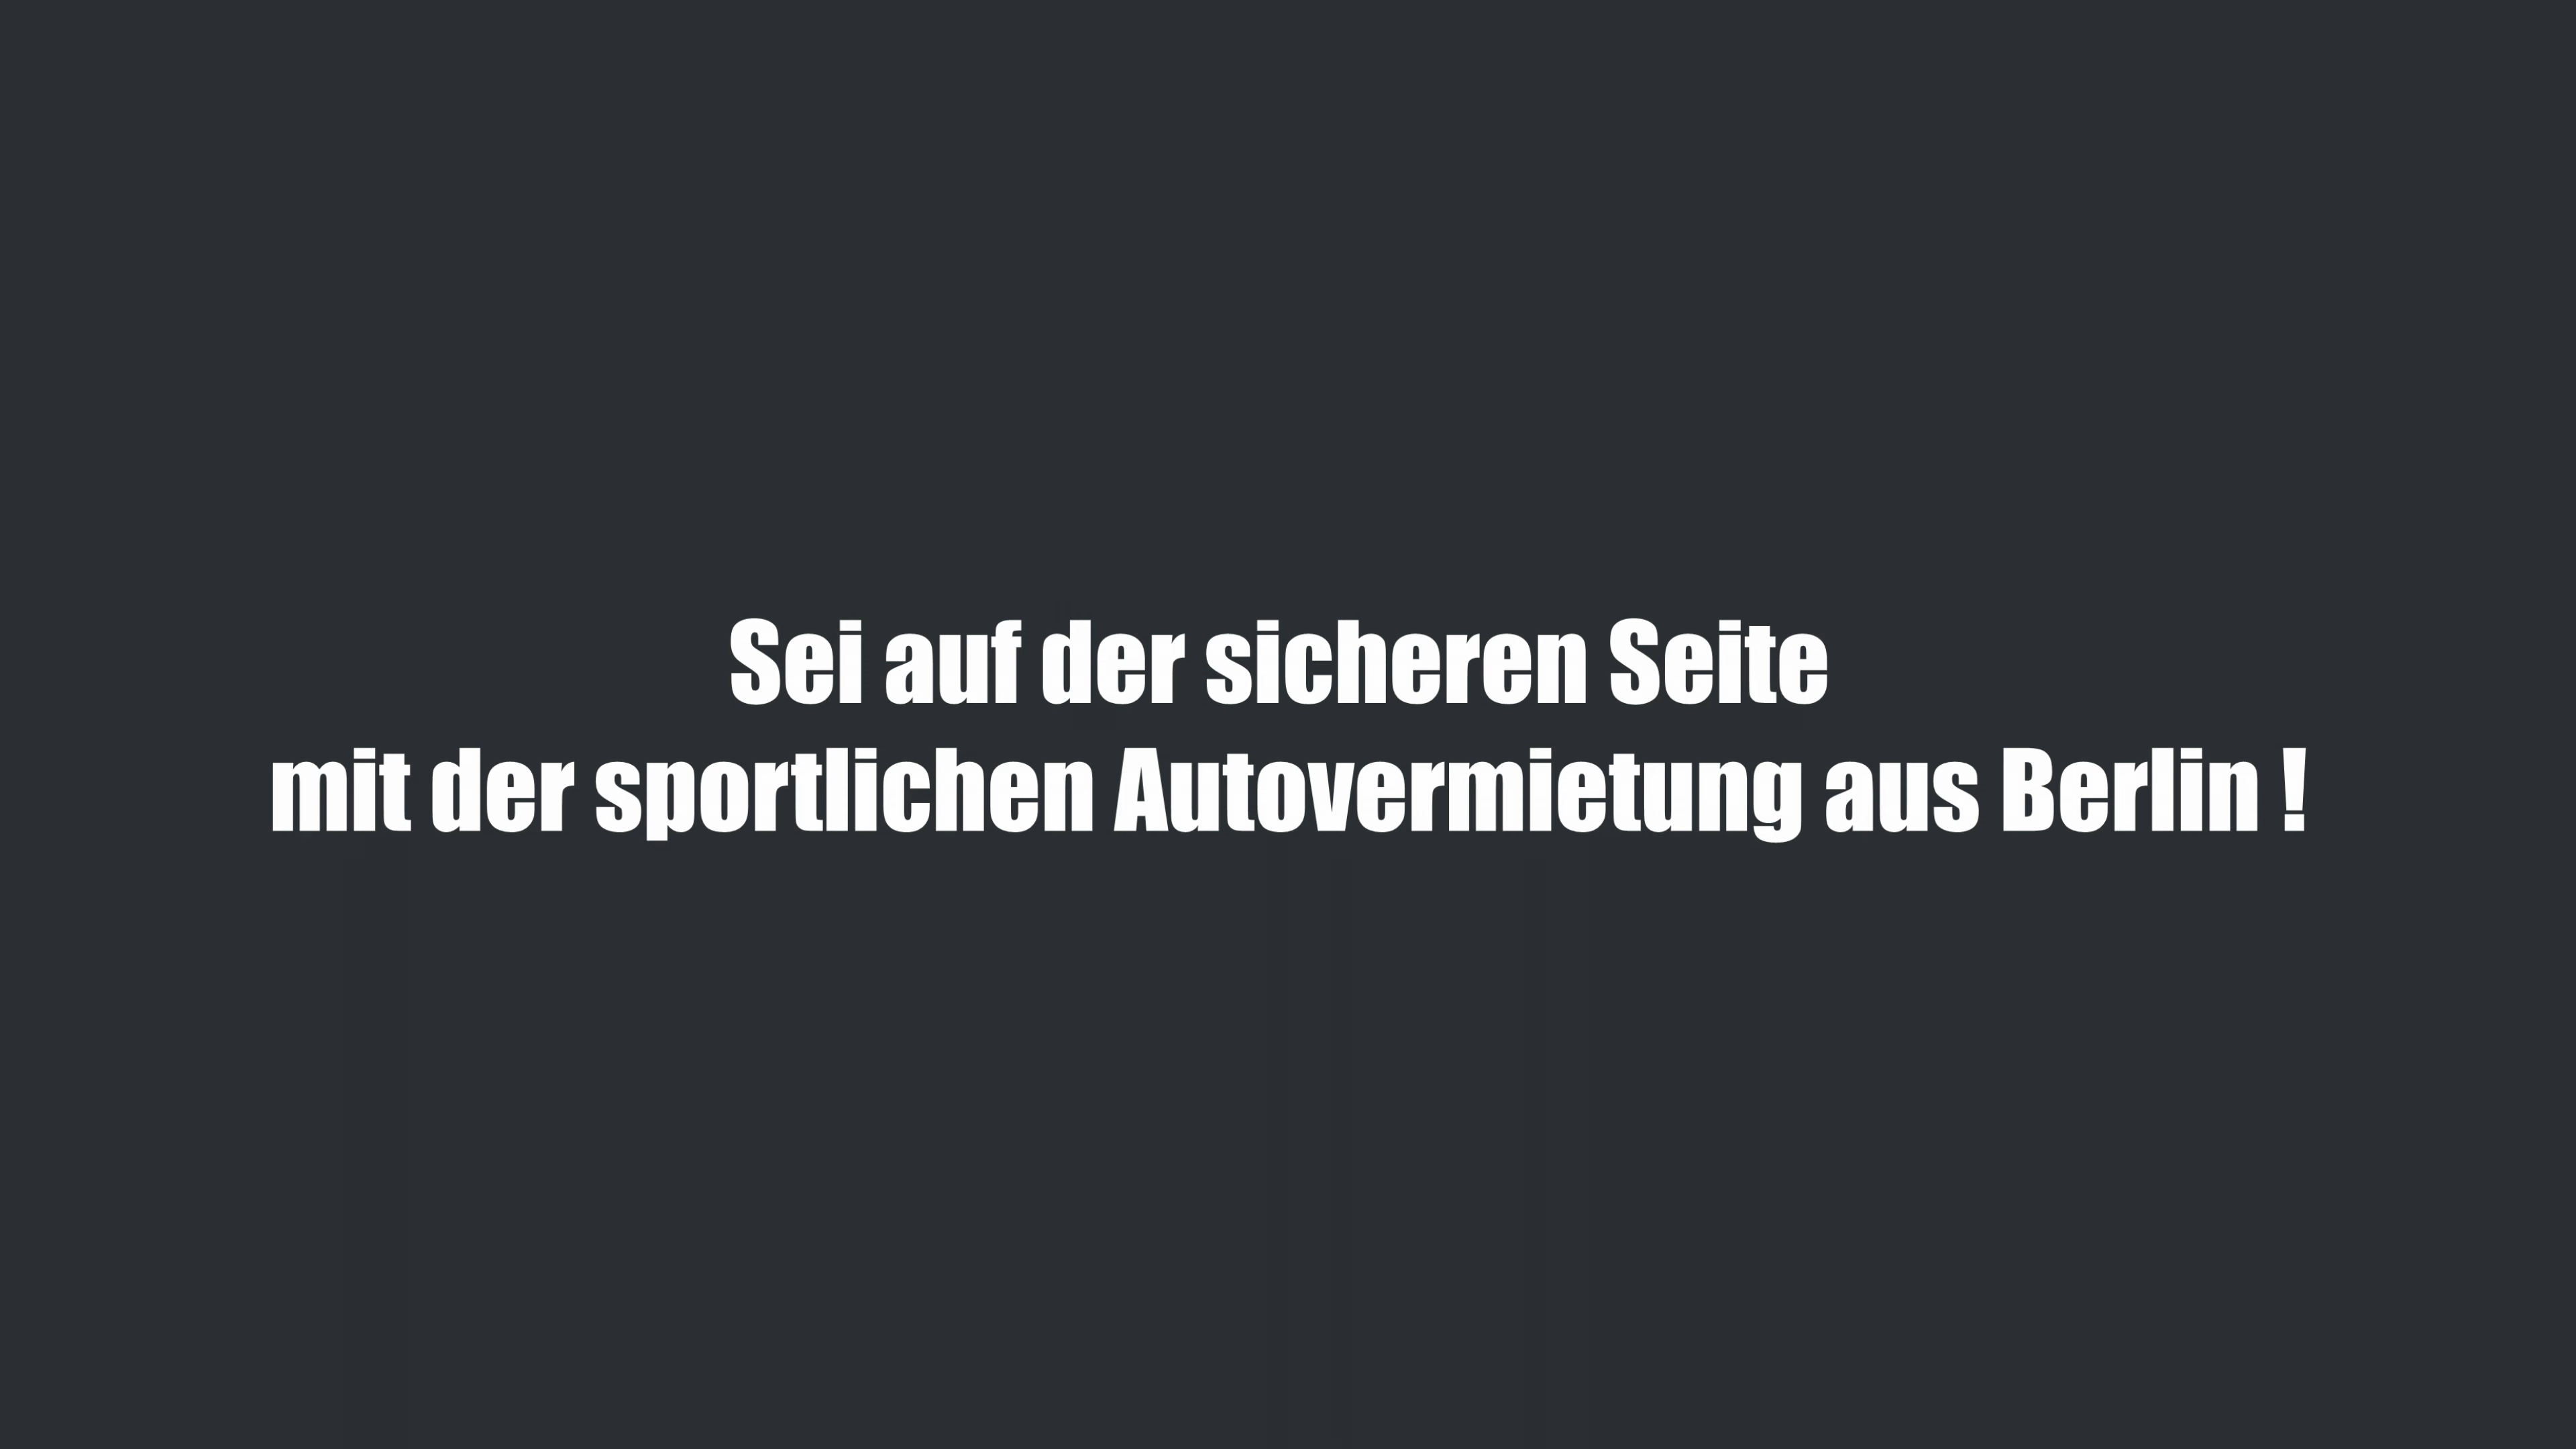 Sei auf der sicheren Seite
mit der sportlichen Autovermietung aus Berlin !